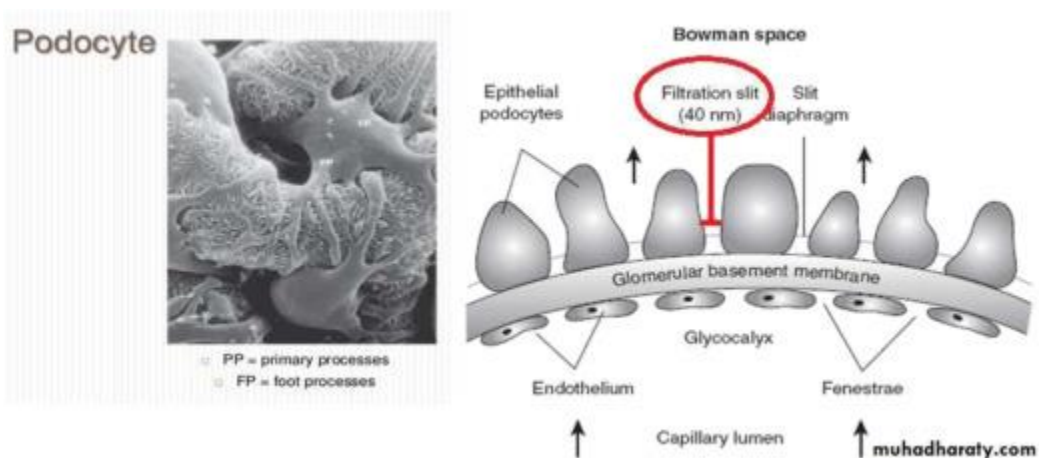 Podocyte
PP = primary processes
FP = foot processes
Bowman space
Epithelial
podocytes
Filtration slit
(40 nm)
Slit
diaphragm
Glomerular basement membrane
Glycocalyx
Endothelium
Fenestrae
Capillary lumen
muhadharaty.com